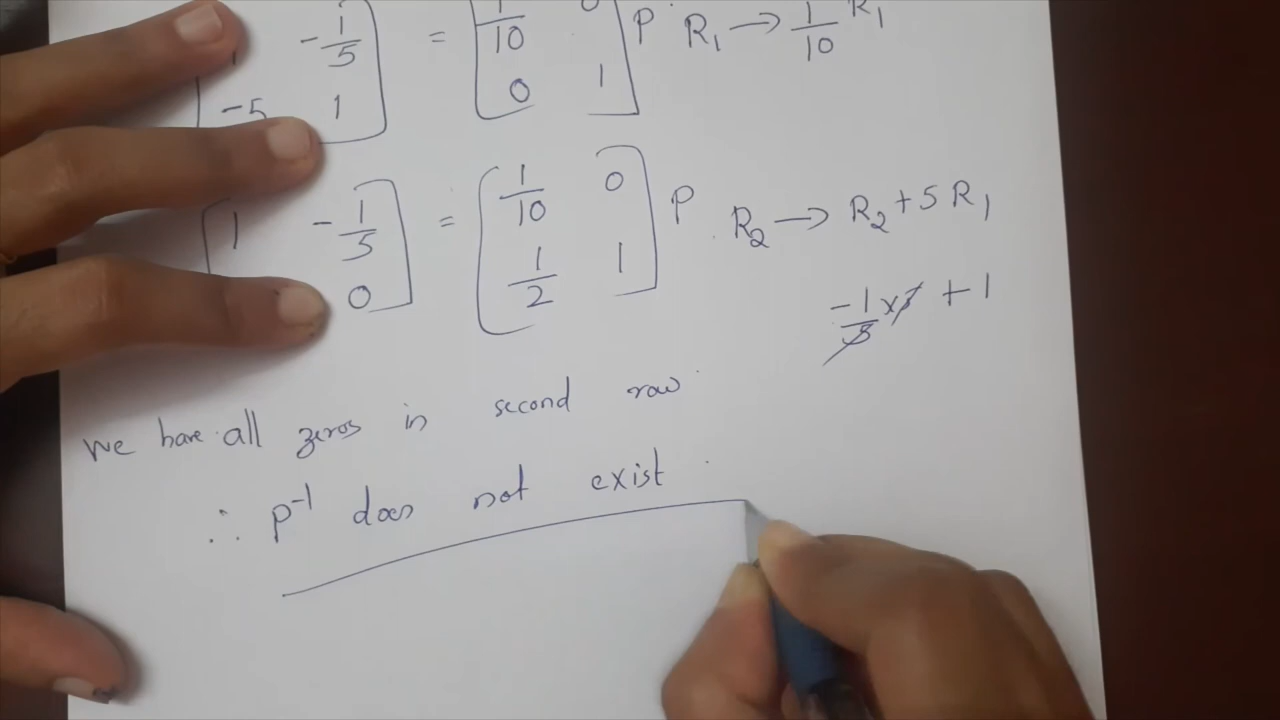 -1/5 = [1/10 0] P R₁ → 1/10 R₁
-5 1 [0 1]
[1 -1/5] = [1/10 0] P R₂ → R₂ + 5 R₁
0] [1/2 1]
-1/5 x 5 + 1
we have all zeros in second row
∴ P⁻¹ does not exist.